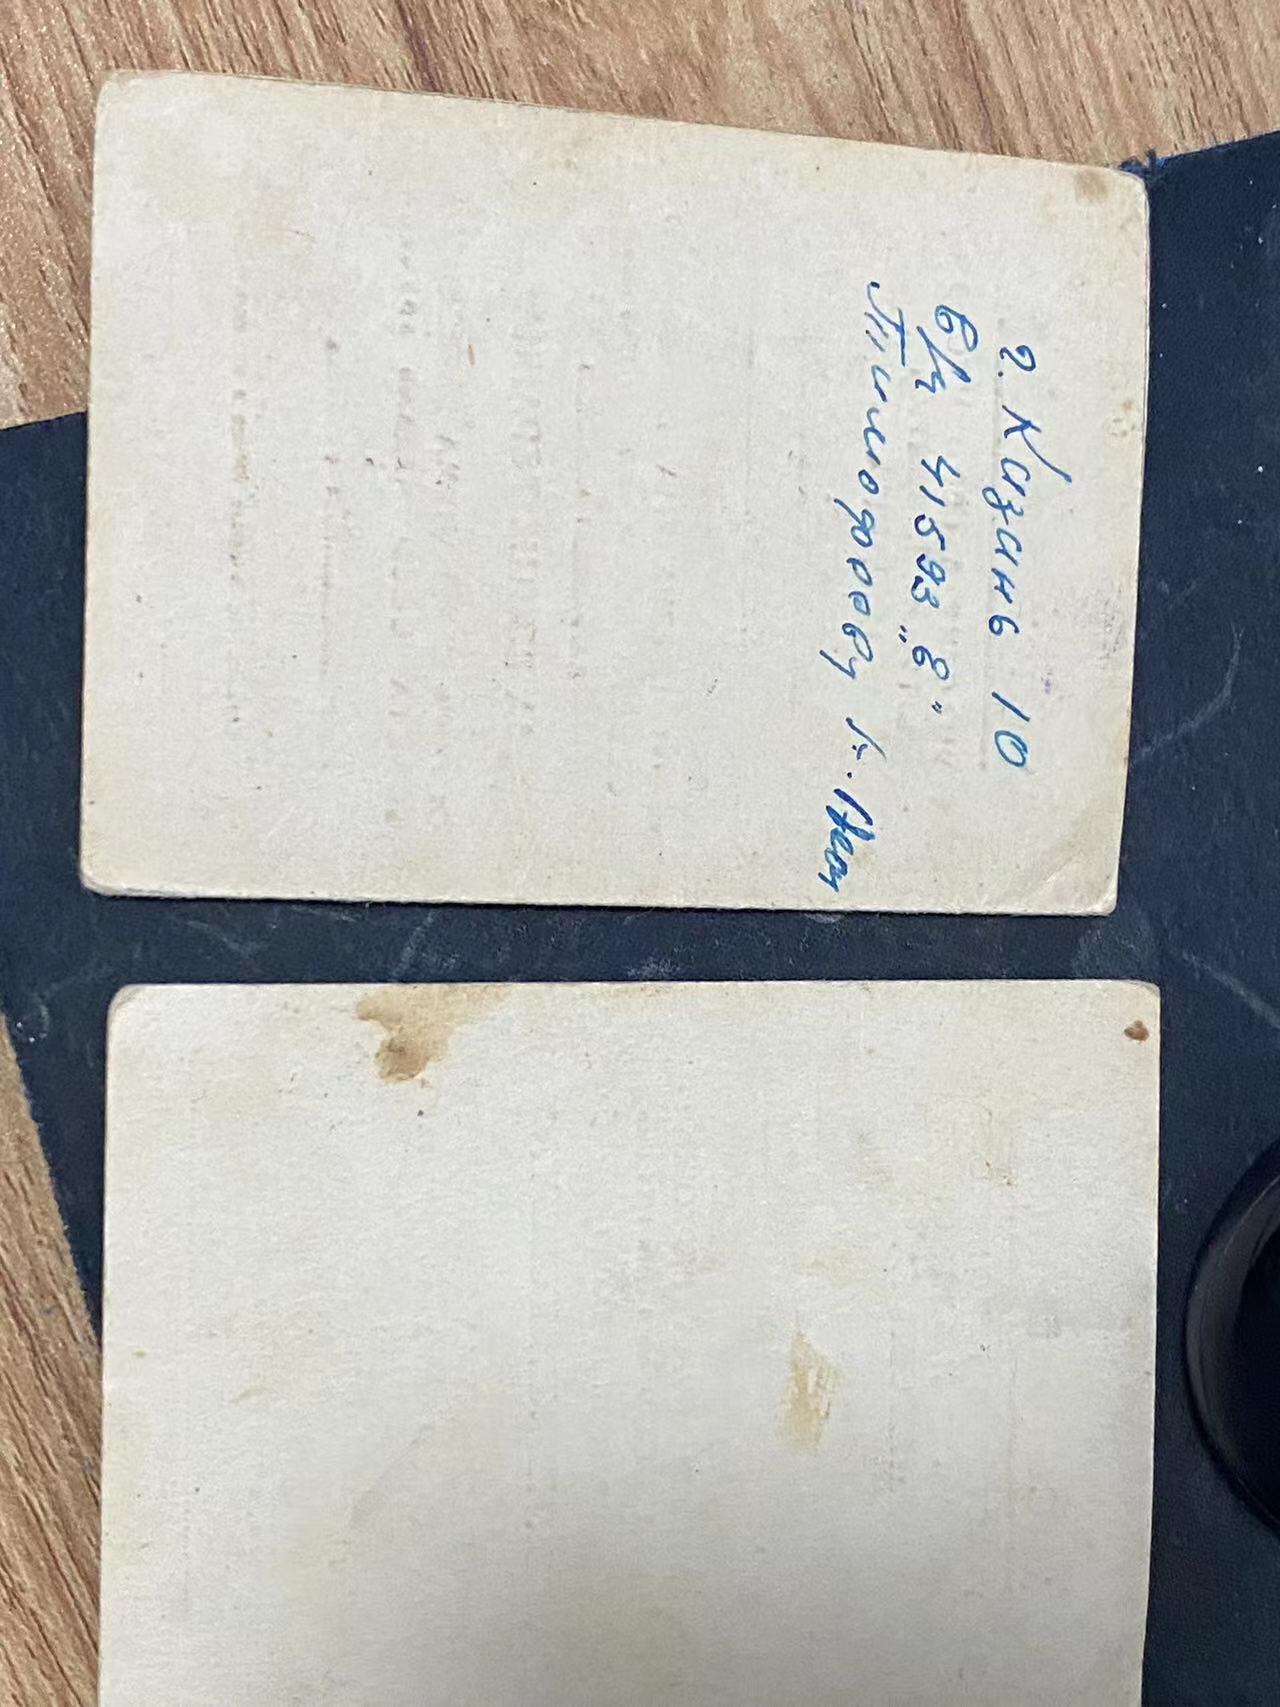 г. Казань 10
в/ч 41593 „Е"
Тимофееву